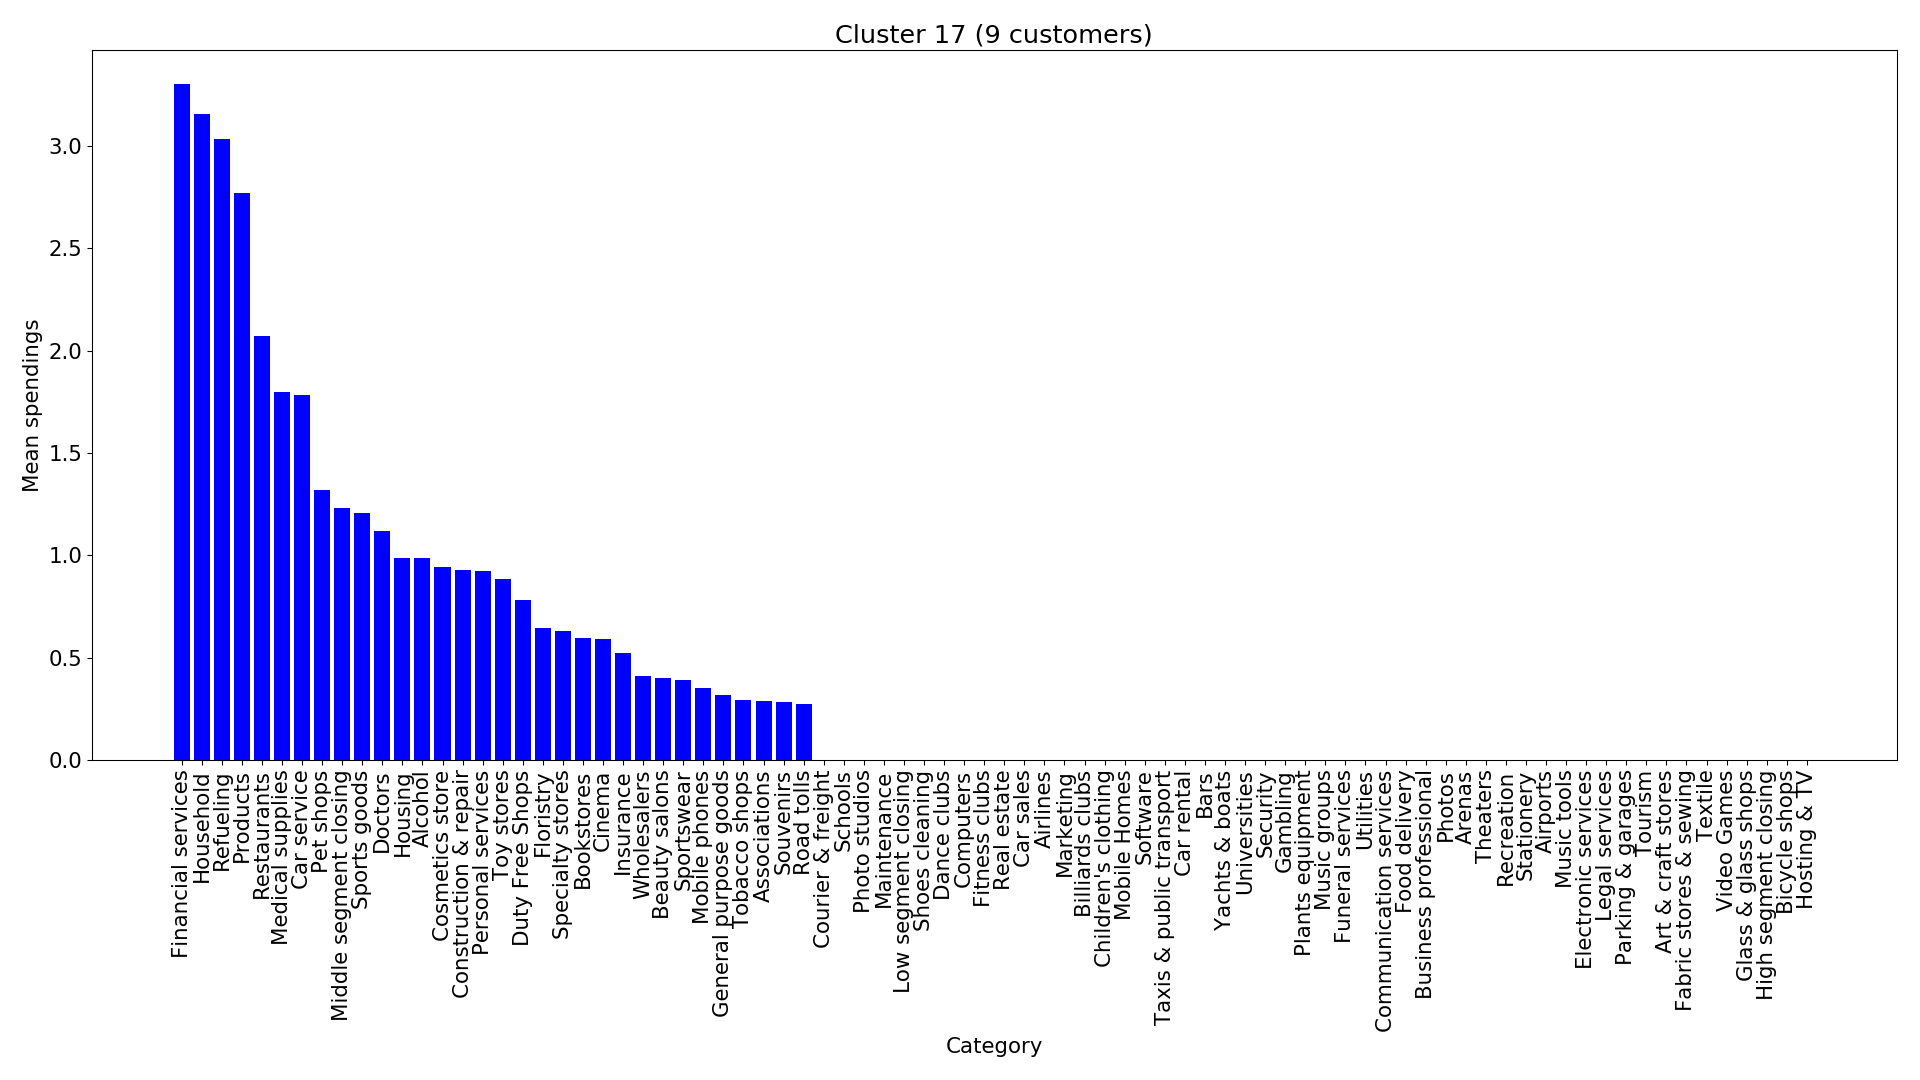 Cluster 17 (9 customers)
Mean spendings
3.0
2.5
2.0
1.5
1.0
0.5
0.0
Financial services
Household
Refueling
Products
Restaurants
Medical supplies
Car service
Pet shops
Middle segment closing
Sports goods
Doctors
Housing
Alcohol
Cosmetics store
Construction & repair
Personal services
Toy stores
Duty Free Shops
Floristry
Specialty stores
Bookstores
Cinema
Insurance
Wholesalers
Beauty salons
Sportswear
Mobile phones
General purpose goods
Tobacco shops
Associations
Souvenirs
Road tolls
Courier & freight
Schools
Photo studios
Maintenance
Low segment closing
Shoes cleaning
Dance clubs
Computers
Fitness clubs
Real estate
Car sales
Airlines
Marketing
Billiards clubs
Children's clothing
Mobile Homes
Software
Taxis & public transport
Car rental
Bars
Yachts & boats
Universities
Security
Gambling
Plants equipment
Music groups
Funeral services
Utilities
Communication services
Food delivery
Business professional
Photos
Arenas
Theaters
Recreation
Stationery
Airports
Music tools
Electronic services
Legal services
Parking & garages
Tourism
Art & craft stores
Fabric stores & sewing
Textile
Video Games
Glass & glass shops
High segment closing
Bicycle shops
Hosting & TV
Category